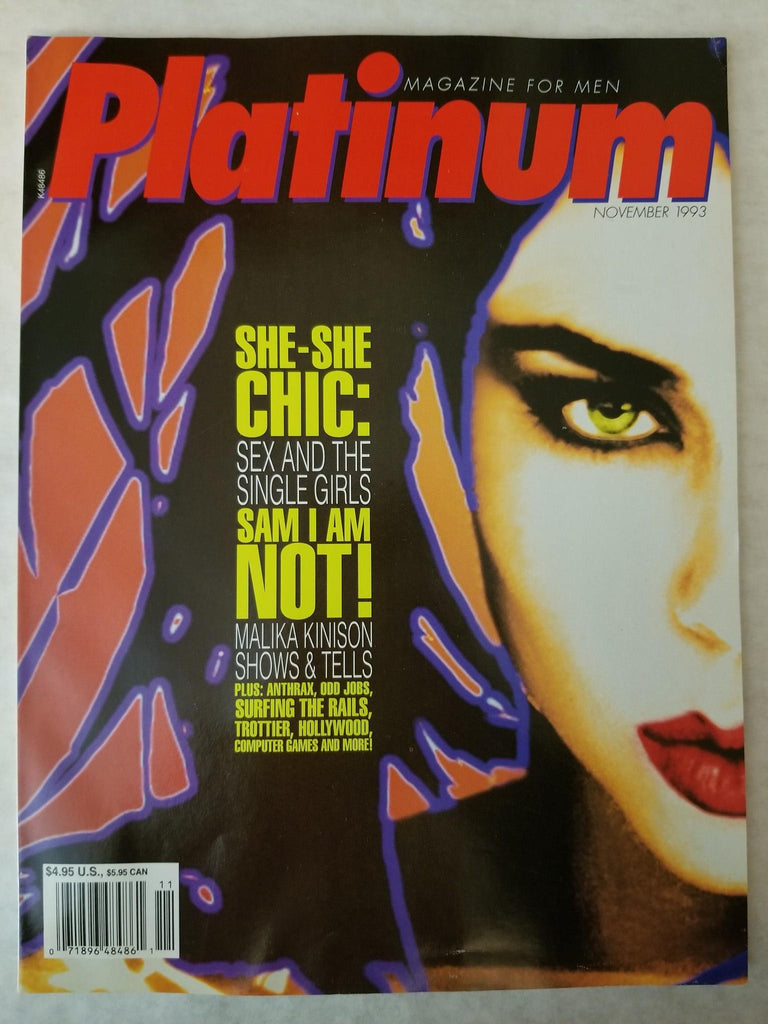 MAGAZINE FOR MEN
Platinum
K48486
NOVEMBER 1993
SHE-SHE
CHIC:
SEX AND THE
SINGLE GIRLS
SAM I AM
NOT!
MALIKA KINISON
SHOWS & TELLS
PLUS: ANTHRAX, ODD JOBS,
SURFING THE RAILS,
TROTTIER, HOLLYWOOD,
COMPUTER GAMES AND MORE!
$4.95 U.S., $5.95 CAN
11
0 71896 48486 1